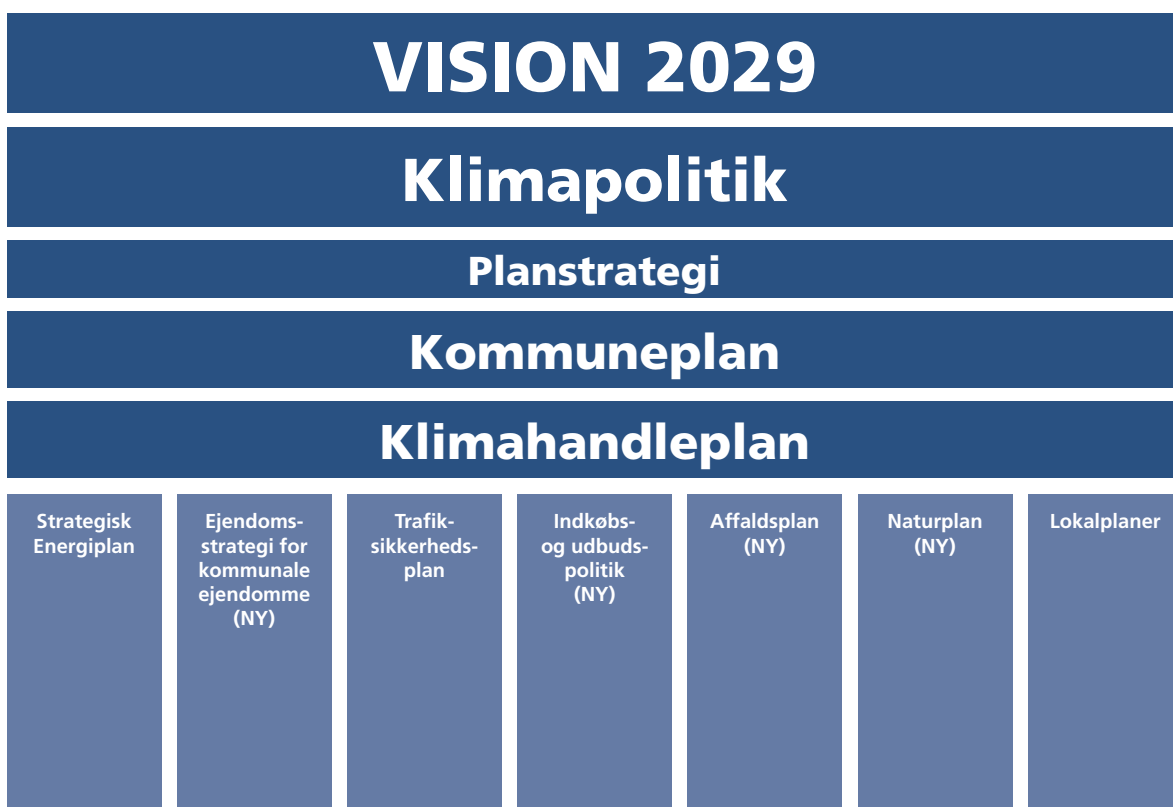 VISION 2029
Klimapolitik
Planstrategi
Kommuneplan
Klimahandleplan
Strategisk
Energiplan
Ejendoms-
strategi for
kommunale
ejendomme
(NY)
Trafik-
sikkerheds-
plan
Indkøbs-
og udbuds-
politik
(NY)
Affaldsplan
(NY)
Naturplan
(NY)
Lokalplaner